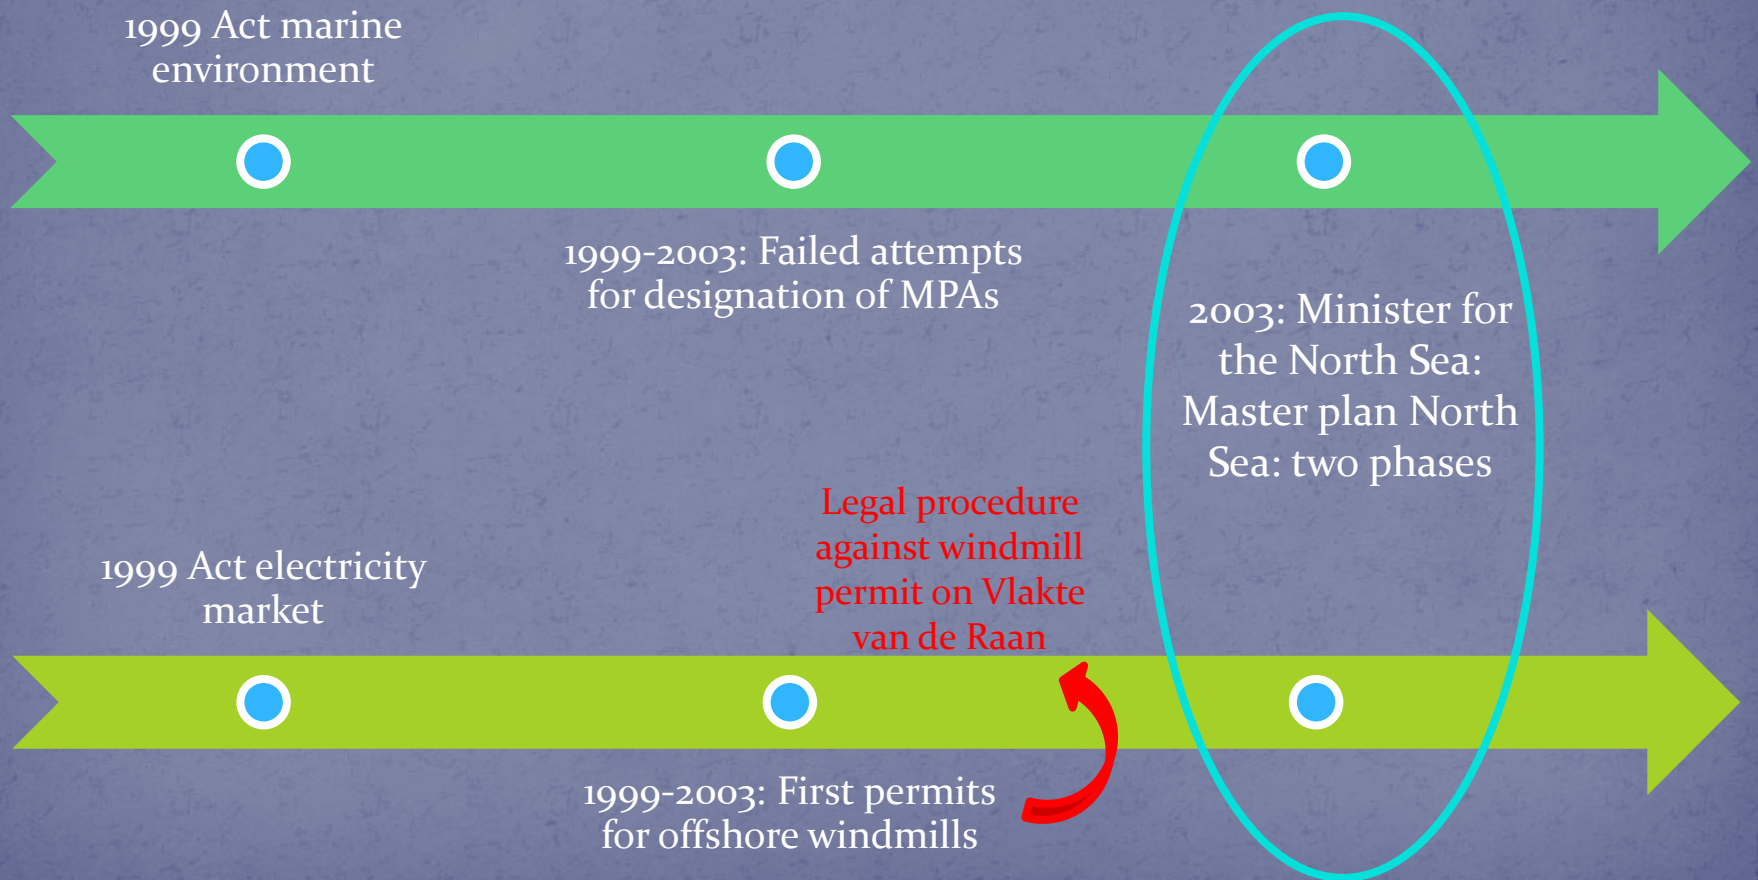 1999 Act marine
environment
1999-2003: Failed attempts
for designation of MPAs
2003: Minister for
the North Sea:
Master plan North
Sea: two phases
Legal procedure
against windmill
permit on Vlakte
van de Raan
1999 Act electricity
market
1999-2003: First permits
for offshore windmills